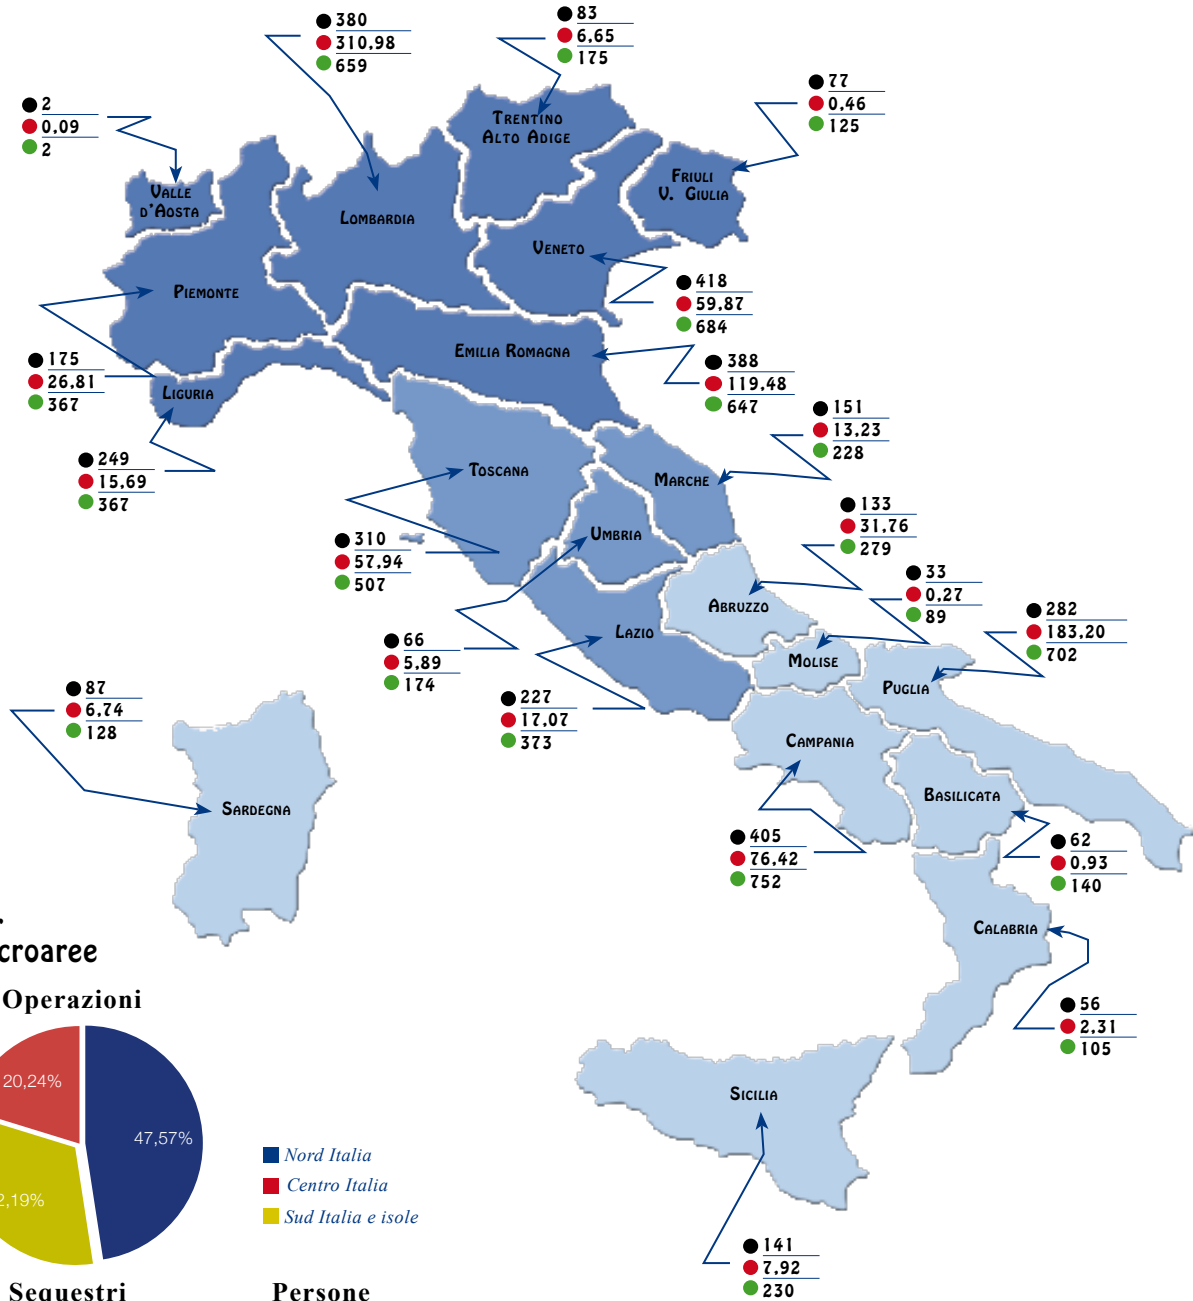 380
310,98
659
83
6,65
175
77
0,46
125
2
0,09
2
TRENTINO
ALTO ADIGE
FRIULI
V. GIULIA
VALLE
D'AOSTA
LOMBARDIA
VENETO
PIEMONTE
418
59,87
684
EMILIA ROMAGNA
175
26,81
367
388
119,48
647
LIGURIA
151
13,23
228
249
15,69
367
TOSCANA
MARCHE
133
31,76
279
UMBRIA
310
57,94
507
33
0,27
89
ABRUZZO
282
183,20
702
LAZIO
66
5,89
174
MOLISE
PUGLIA
87
6,74
128
227
17,07
373
CAMPANIA
BASILICATA
SARDEGNA
405
76,42
752
62
0,93
140
CALABRIA
croaree
Operazioni
56
2,31
105
20,24%
47,57%
SICILIA
Nord Italia
Centro Italia
Sud Italia e isole
2,19%
141
7,92
230
Sequestri
Persone